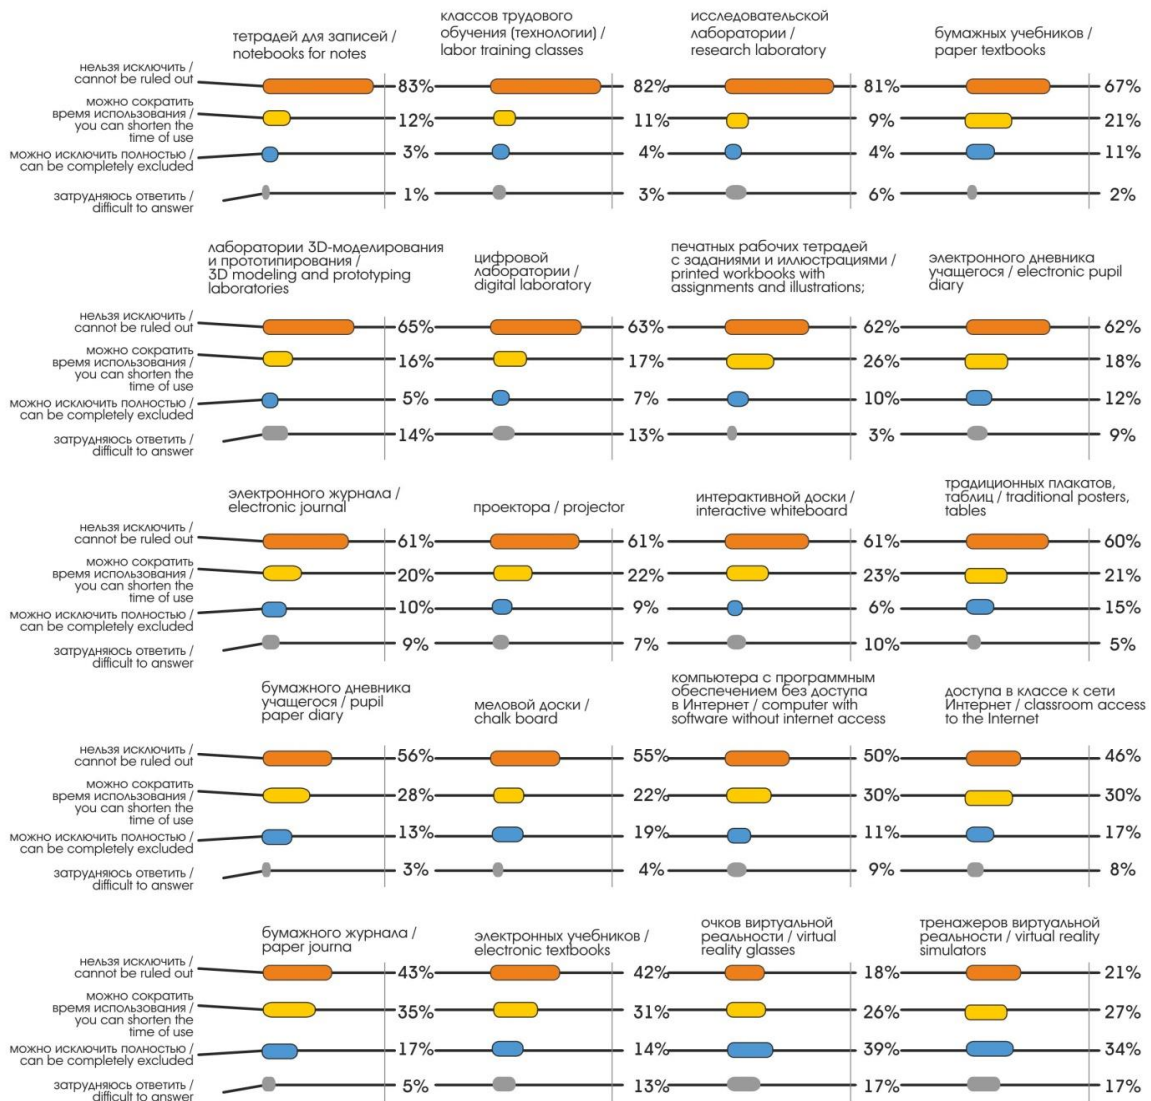 тетрадей для записей /
notebooks for notes
классов трудового
обучения (технологии) /
labor training classes
исследовательской
лаборатории /
research laboratory
бумажных учебников /
paper textbooks
нельзя исключить /
cannot be ruled out
83%
82%
81%
67%
можно сократить
время использования /
you can shorten the
time of use
12%
11%
9%
21%
можно исключить полностью /
can be completely excluded
3%
4%
4%
11%
затрудняюсь ответить /
difficult to answer
1%
3%
6%
2%
лаборатории 3D-моделирования
и прототипирования /
3D modeling and prototyping
laboratories
цифровой
лаборатории /
digital laboratory
печатных рабочих тетрадей
с заданиями и иллюстрациями /
printed workbooks with
assignments and illustrations;
электронного дневника
учащегося / electronic pupil
diary
нельзя исключить /
cannot be ruled out
65%
63%
62%
62%
можно сократить
время использования /
you can shorten the
time of use
16%
17%
26%
18%
можно исключить полностью /
can be completely excluded
5%
7%
10%
12%
затрудняюсь ответить /
difficult to answer
14%
13%
3%
9%
электронного журнала /
electronic journal
проектора / projector
интерактивной доски /
interactive whiteboard
традиционных плакатов,
таблиц / traditional posters,
tables
нельзя исключить /
cannot be ruled out
61%
61%
61%
60%
можно сократить
время использования /
you can shorten the
time of use
20%
22%
23%
21%
можно исключить полностью /
can be completely excluded
10%
9%
6%
15%
затрудняюсь ответить /
difficult to answer
9%
7%
10%
5%
бумажного дневника
учащегося / pupil
paper diary
меловой доски /
chalk board
компьютера с программным
обеспечением без доступа
в Интернет / computer with
software without internet access
доступа в классе к сети
Интернет / classroom access
to the Internet
нельзя исключить /
cannot be ruled out
56%
55%
50%
46%
можно сократить
время использования /
you can shorten the
time of use
28%
22%
30%
30%
можно исключить полностью /
can be completely excluded
13%
19%
11%
17%
затрудняюсь ответить /
difficult to answer
3%
4%
9%
8%
бумажного журнала /
paper journa
электронных учебников /
electronic textbooks
очков виртуальной
реальности / virtual
reality glasses
тренажеров виртуальной
реальности / virtual reality
simulators
нельзя исключить /
cannot be ruled out
43%
42%
18%
21%
можно сократить
время использования /
you can shorten the
time of use
35%
31%
26%
27%
можно исключить полностью /
can be completely excluded
17%
14%
39%
34%
затрудняюсь ответить /
difficult to answer
5%
13%
17%
17%